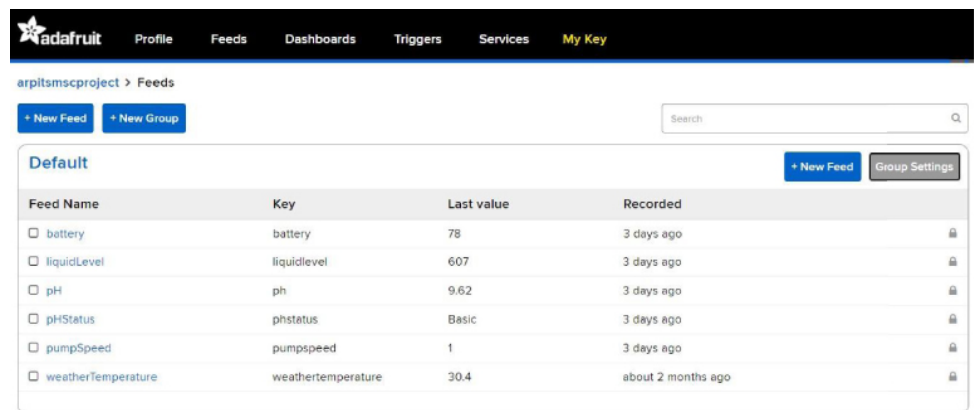 adafruit Profile Feeds Dashboards Triggers Services My Key
arpitsmscproject > Feeds
+ New Feed + New Group Search
Default + New Feed Group Settings
Feed Name Key Last value Recorded
battery battery 78 3 days ago
liquidLevel liquidlevel 607 3 days ago
pH ph 9.62 3 days ago
pHStatus phstatus Basic 3 days ago
pumpSpeed pumpspeed 1 3 days ago
weatherTemperature weathertemperature 30.4 about 2 months ago